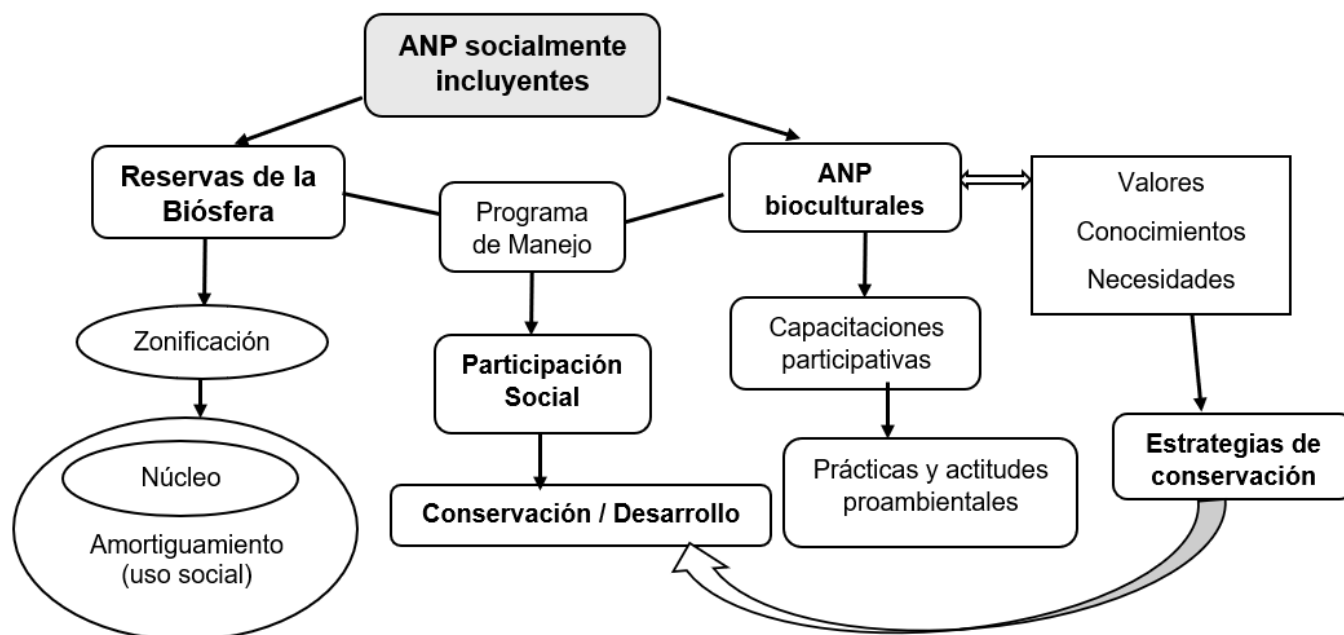 ANP socialmente
incluyentes
Reservas de la
Biósfera
Programa
de Manejo
ANP
bioculturales
Valores
Conocimientos
Necesidades
Zonificación
Participación
Social
Capacitaciones
participativas
Núcleo
Amortiguamiento
(uso social)
Conservación / Desarrollo
Prácticas y actitudes
proambientales
Estrategias de
conservación